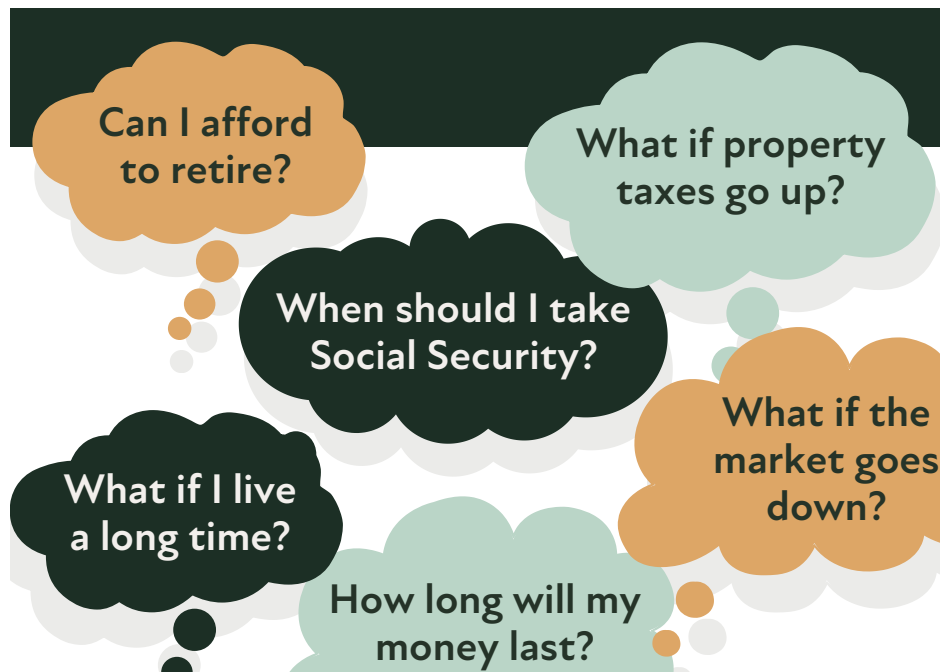 Can I afford
to retire?
What if property
taxes go up?
When should I take
Social Security?
What if the
market goes
down?
What if I live
a long time?
How long will my
money last?